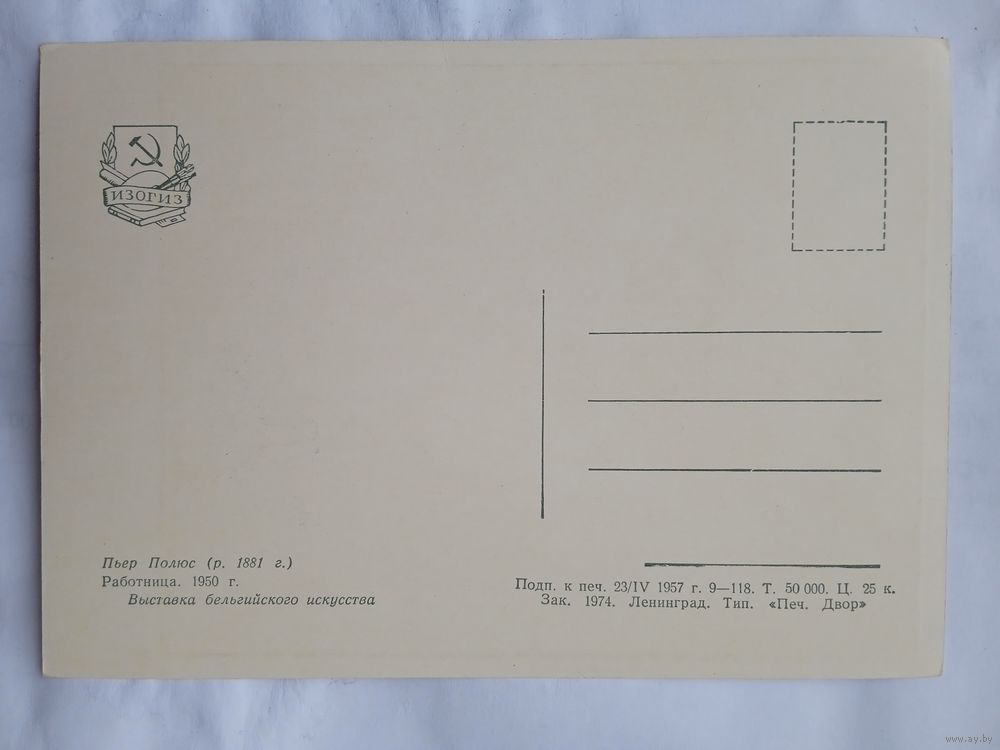 ИЗОГИЗ
Пьер Полюс (р. 1881 г.)
Работница. 1950 г.
Выставка бельгийского искусства
Подп. к печ. 23/IV 1957 г. 9—118. Т. 50 000. Ц. 25 к.
Зак. 1974. Ленинград. Тип. «Печ. Двор»
www.ay.by